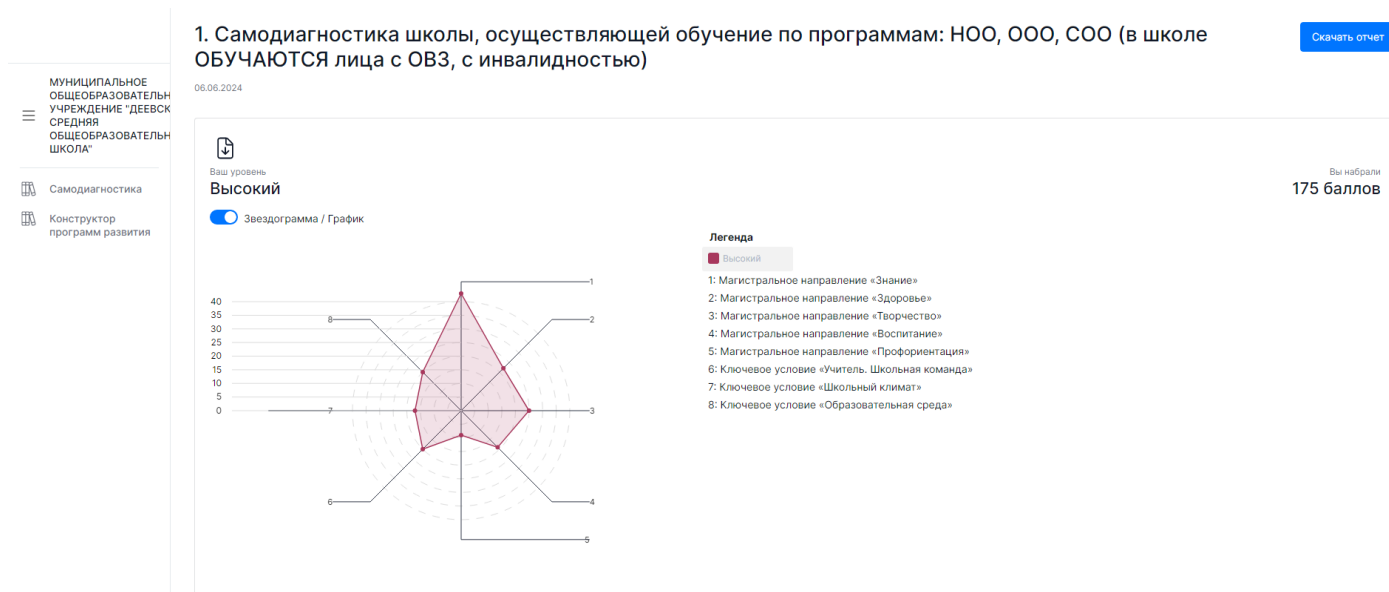 1. Самодиагностика школы, осуществляющей обучение по программам: НОО, ООО, СОО (в школе
ОБУЧАЮТСЯ лица с ОВЗ, с инвалидностью)
06.06.2024
Скачать отчет
МУНИЦИПАЛЬНОЕ
ОБЩЕОБРАЗОВАТЕЛЬН
УЧРЕЖДЕНИЕ "ДЕЕВСК
СРЕДНЯЯ
ОБЩЕОБРАЗОВАТЕЛЬН
ШКОЛА"
Самодиагностика
Конструктор
программ развития
Ваш уровень
Высокий
Вы набрали
175 баллов
Звездограмма / График
40
35
30
25
20
15
10
5
0
1
2
3
4
5
6
7
8
Легенда
Высокий
1: Магистральное направление «Знание»
2: Магистральное направление «Здоровье»
3: Магистральное направление «Творчество»
4: Магистральное направление «Воспитание»
5: Магистральное направление «Профориентация»
6: Ключевое условие «Учитель. Школьная команда»
7: Ключевое условие «Школьный климат»
8: Ключевое условие «Образовательная среда»